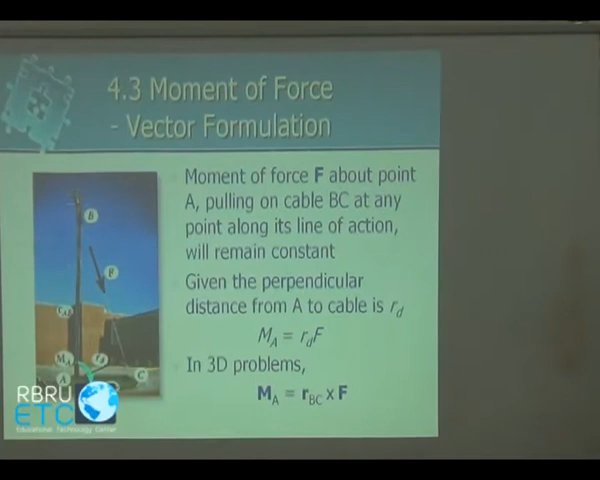 4.3 Moment of Force
- Vector Formulation
Moment of force F about point
A, pulling on cable BC at any
point along its line of action,
will remain constant
Given the perpendicular
distance from A to cable is r_d
M_A = r_dF
In 3D problems,
M_A = r_BC x F
B
F
M_A
r_d
A
C
RBRU
ETC
Educational Technology Center